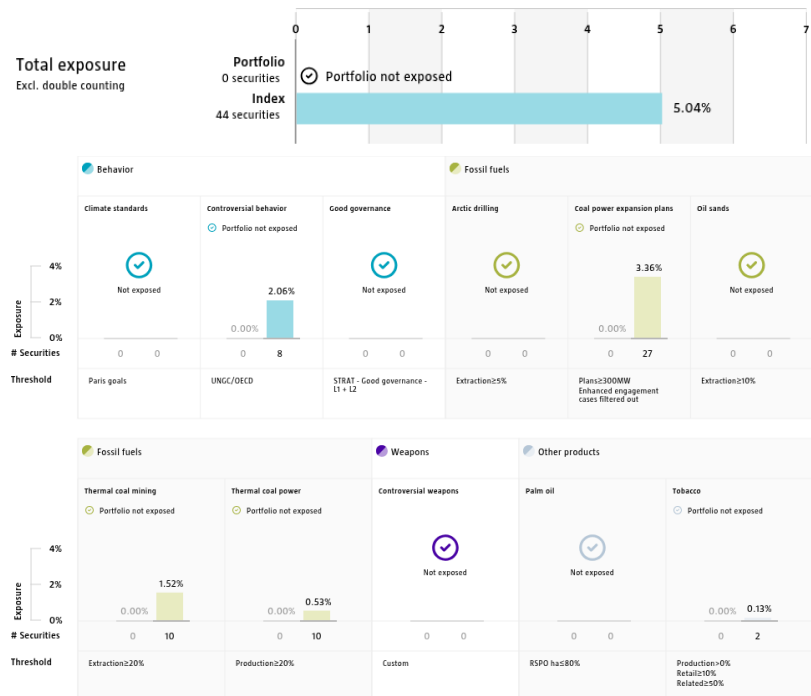 0 1 2 3 4 5 6 7
Total exposure
Excl. double counting
Portfolio
0 securities
Portfolio not exposed
Index
44 securities
5.04%
Behavior
Fossil fuels
Climate standards
Controversial behavior
Good governance
Arctic drilling
Coal power expansion plans
Oil sands
Portfolio not exposed
Portfolio not exposed
Exposure
4%
2%
0%
Not exposed
0.00%
2.06%
Not exposed
Not exposed
0.00%
3.36%
Not exposed
# Securities
0 0
0 8
0 0
0 0
0 27
0 0
Threshold
Paris goals
UNGC/OECD
STRAT - Good governance -
L1 + L2
Extraction≥5%
Plans≥300MW
Enhanced engagement
cases filtered out
Extraction≥10%
Fossil fuels
Weapons
Other products
Thermal coal mining
Thermal coal power
Controversial weapons
Palm oil
Tobacco
Portfolio not exposed
Portfolio not exposed
Portfolio not exposed
Exposure
4%
2%
0%
0.00%
1.52%
0.00%
0.53%
Not exposed
Not exposed
0.00%
0.13%
# Securities
0 10
0 10
0 0
0 0
0 2
Threshold
Extraction≥20%
Production≥20%
Custom
RSPO ha≤80%
Production>0%
Retail≥10%
Related≥50%